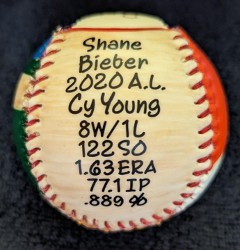 Shane
Bieber
2020 A.L.
Cy Young
8W/1L
122 SO
1.63 ERA
77.1 IP
.889 %